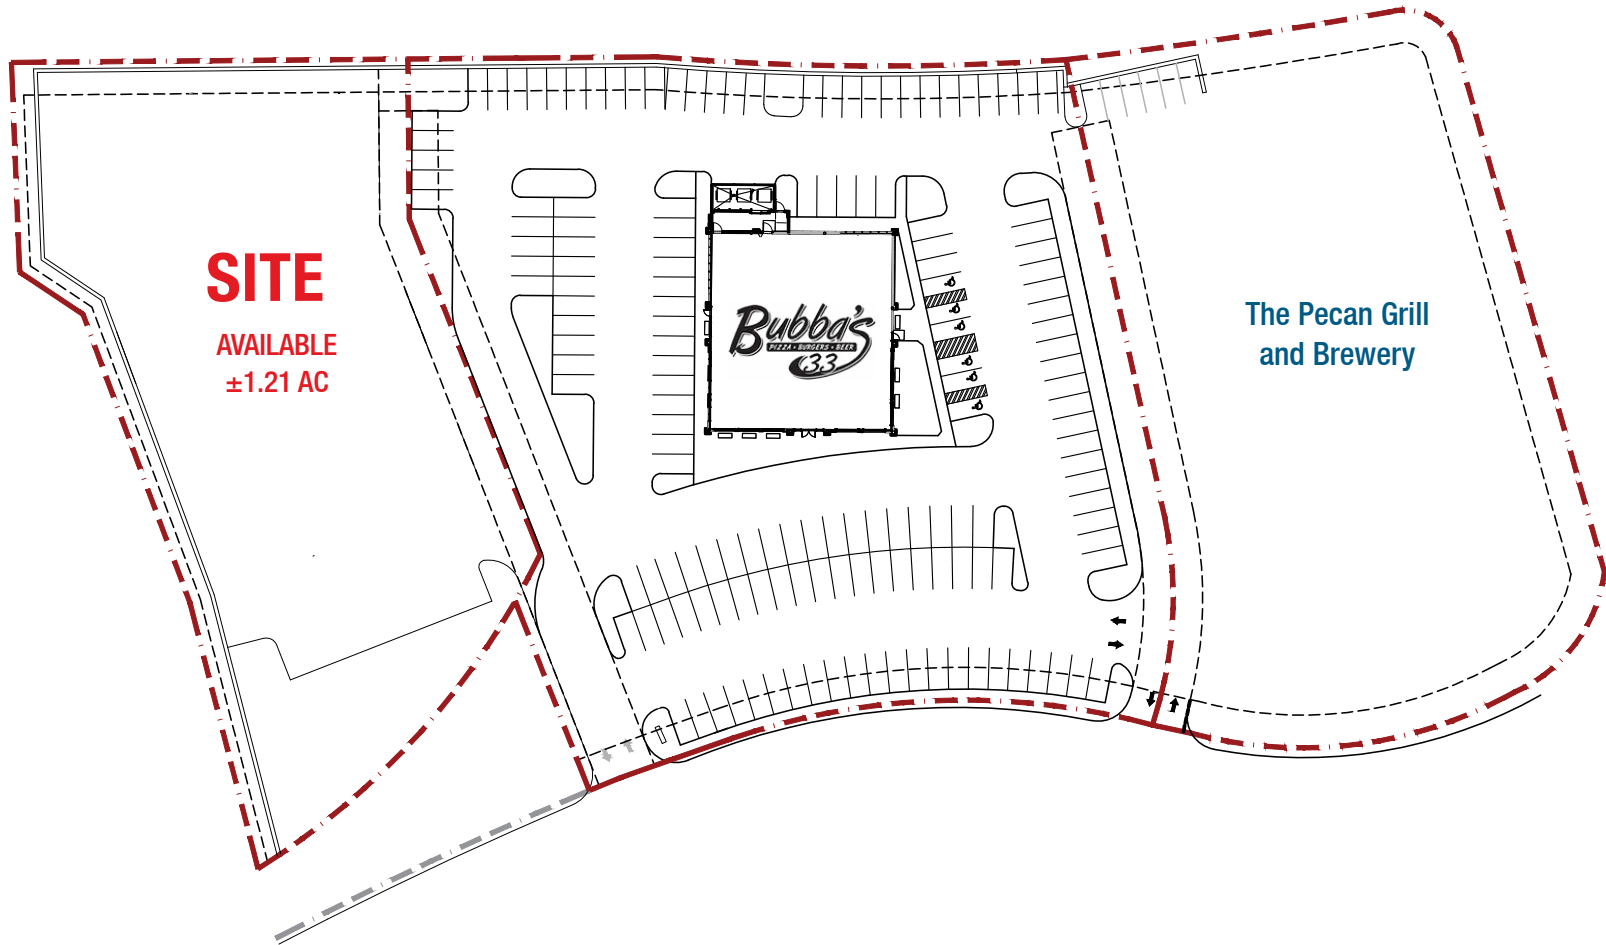 SITE
AVAILABLE
±1.21 AC
Bubba's
PIZZA • BURGERS • BEER
33
The Pecan Grill
and Brewery